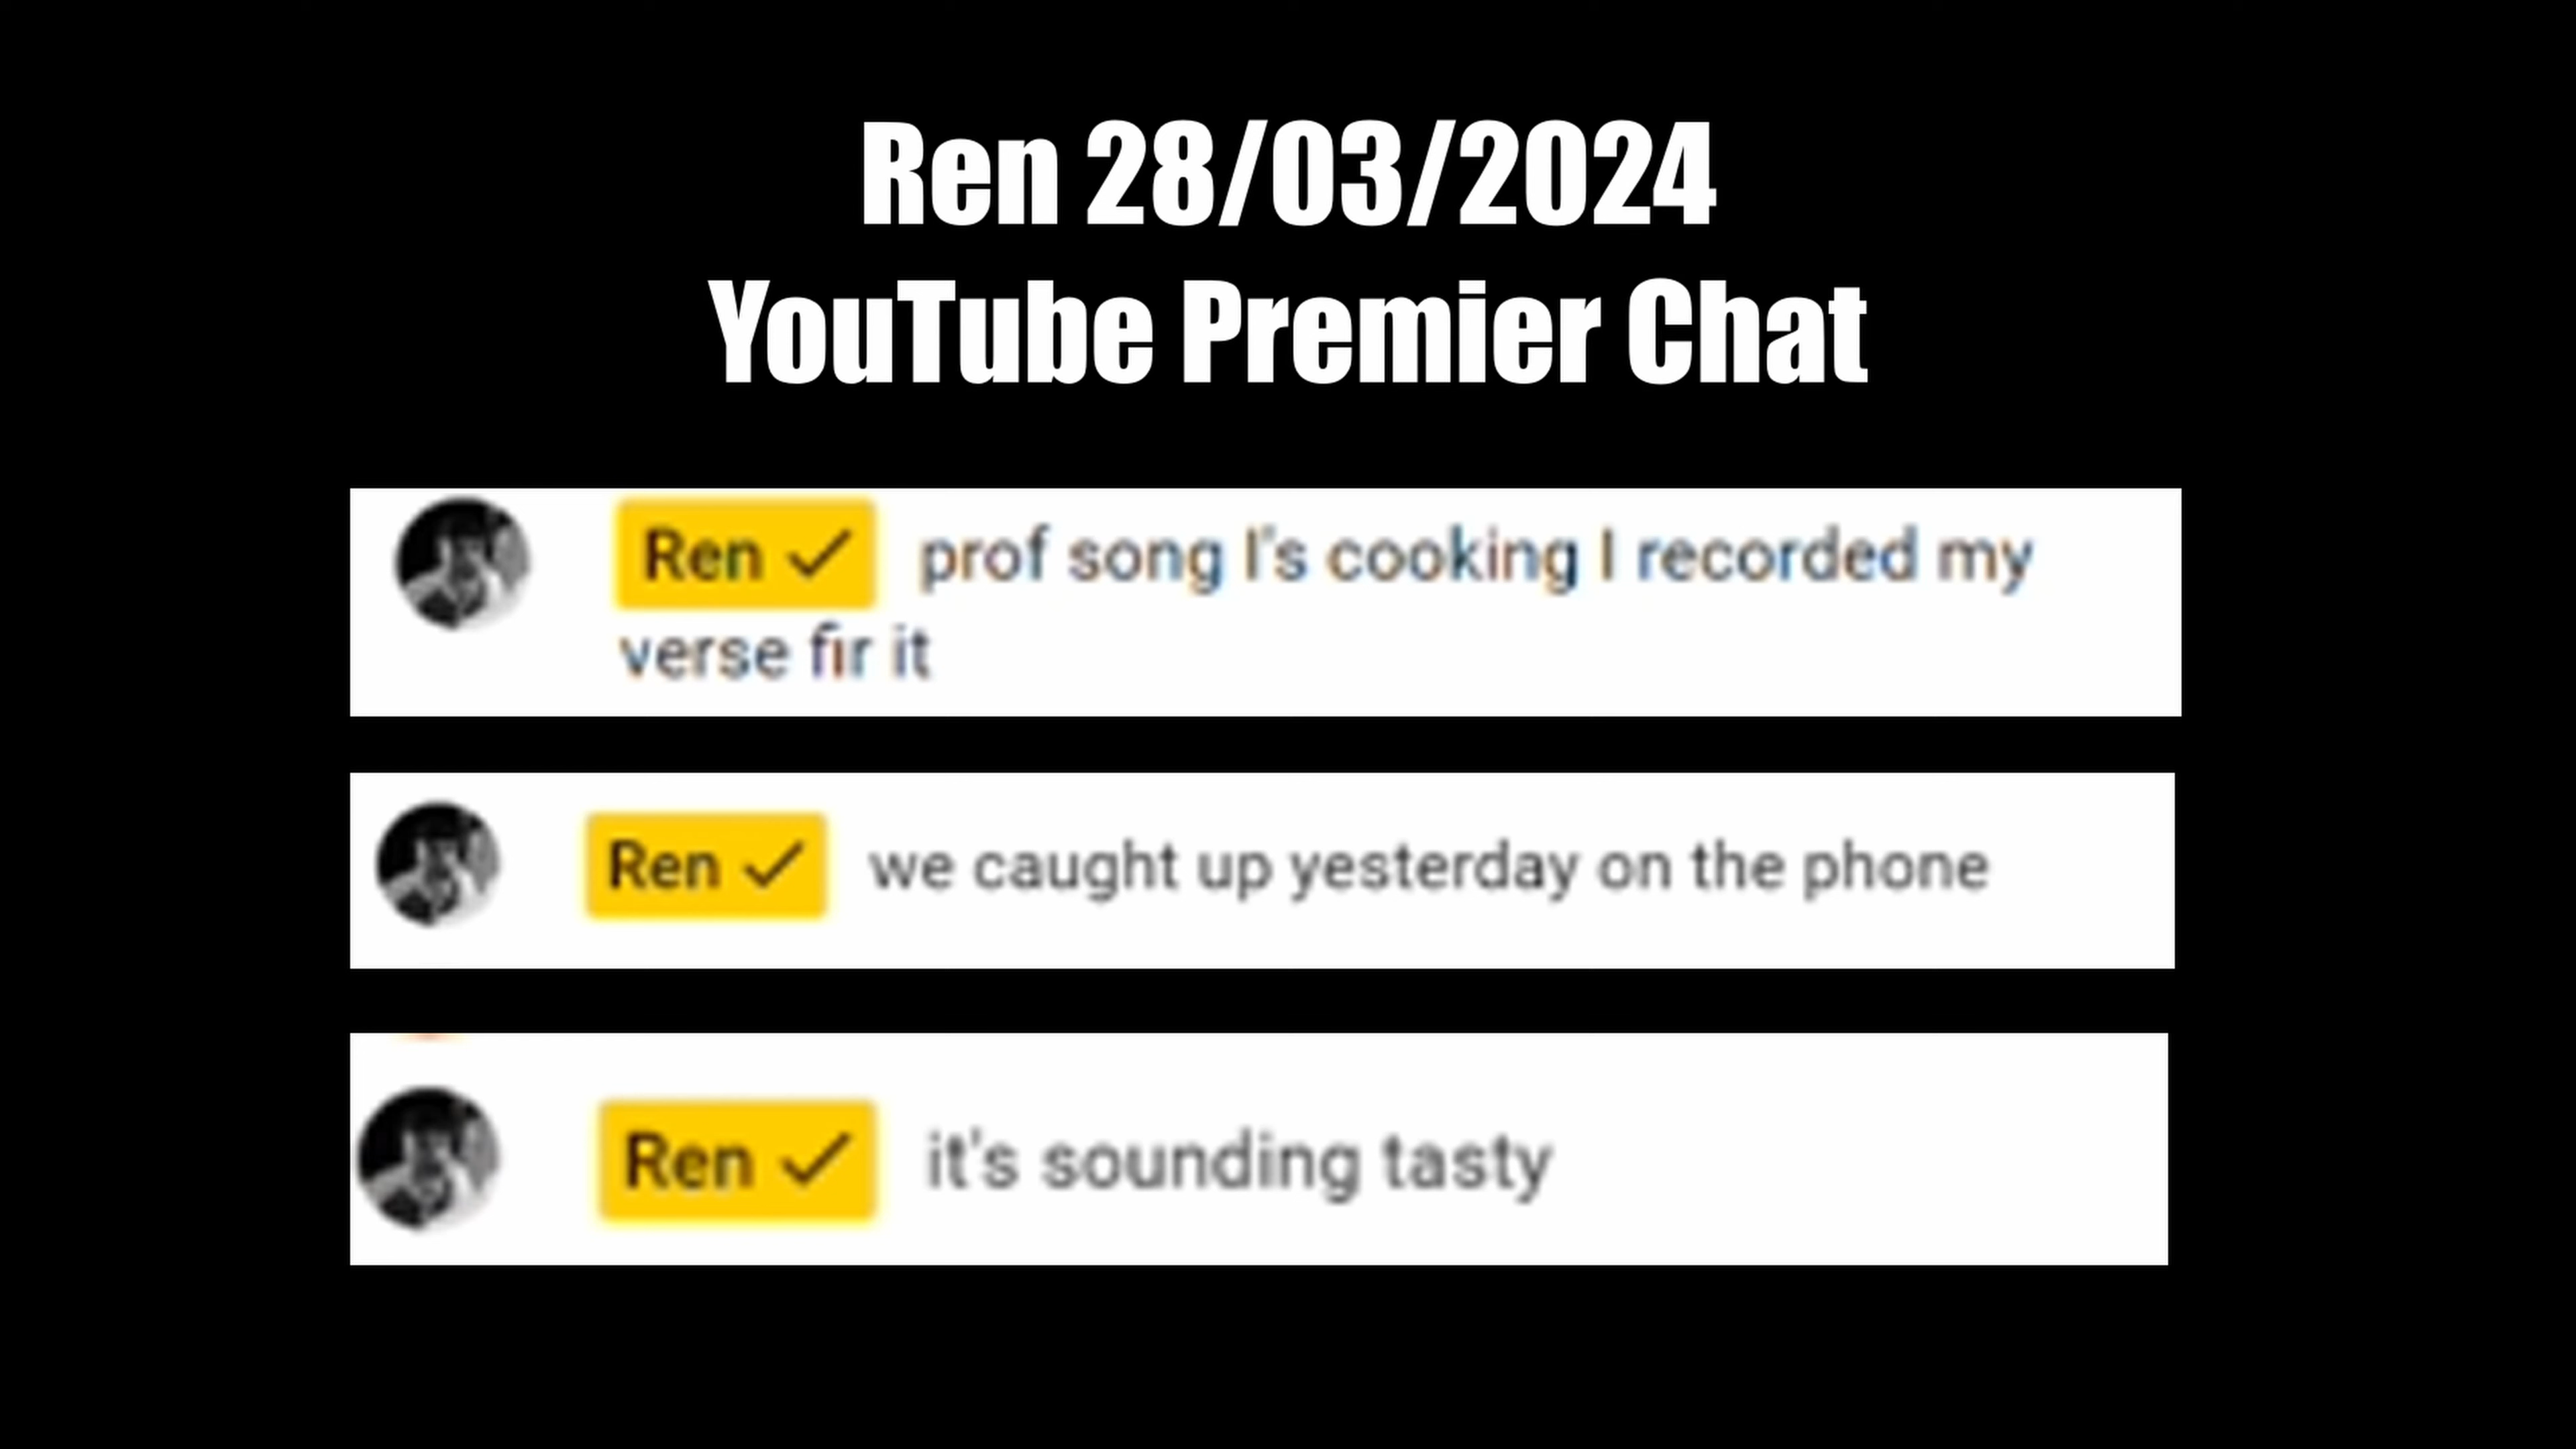 Ren 28/03/2024
YouTube Premier Chat
Ren ✓ prof song I's cooking I recorded my
verse fir it
Ren ✓ we caught up yesterday on the phone
Ren ✓ it's sounding tasty